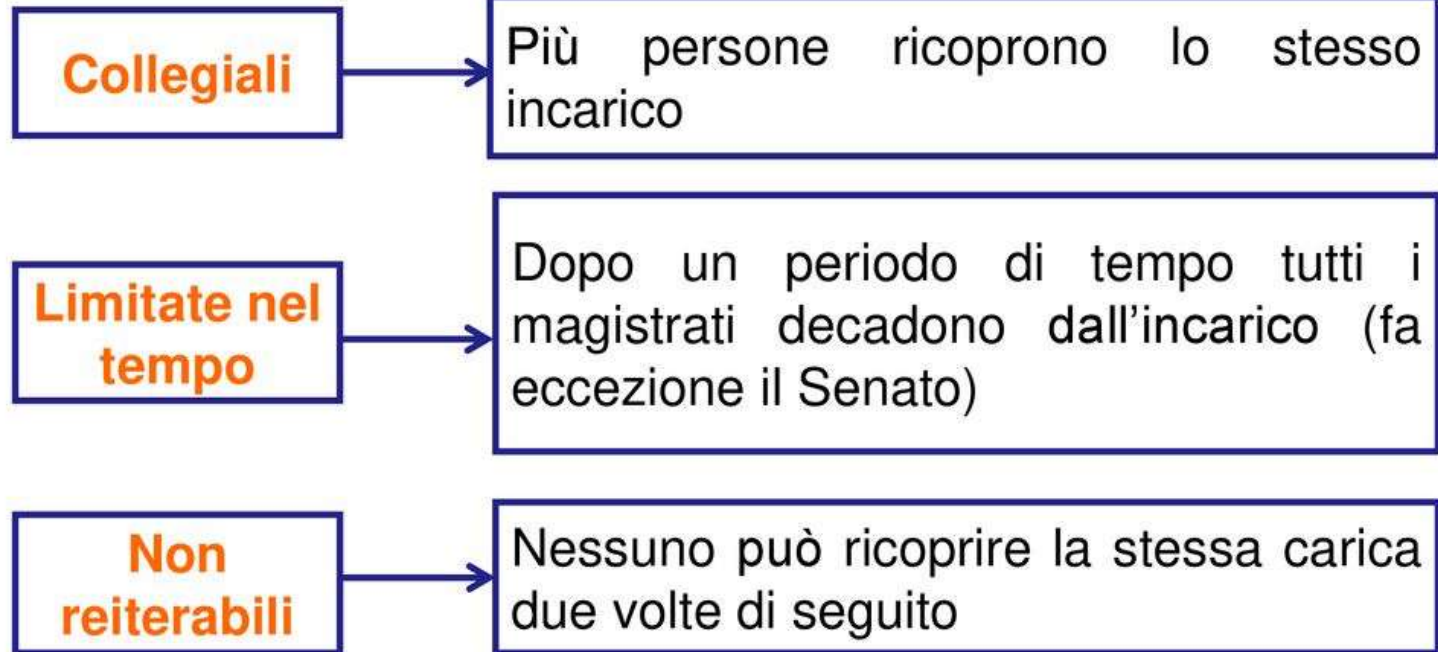 Collegiali
Più persone ricoprono lo stesso
incarico
Limitate nel
tempo
Dopo un periodo di tempo tutti i
magistrati decadono dall’incarico (fa
eccezione il Senato)
Non
reiterabili
Nessuno può ricoprire la stessa carica
due volte di seguito